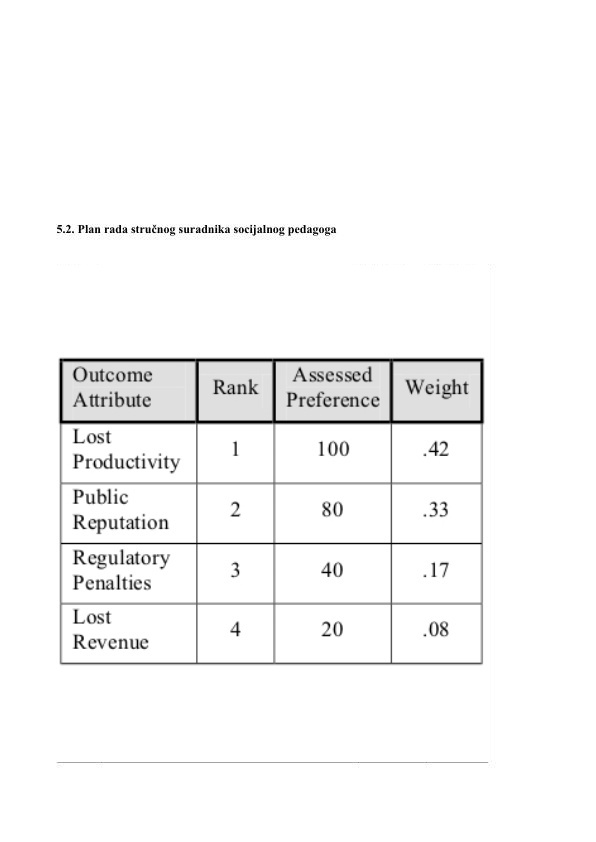 5.2. Plan rada stručnog suradnika socijalnog pedagoga
Outcome Attribute Rank Assessed Preference Weight
Lost Productivity 1 100 .42
Public Reputation 2 80 .33
Regulatory Penalties 3 40 .17
Lost Revenue 4 20 .08